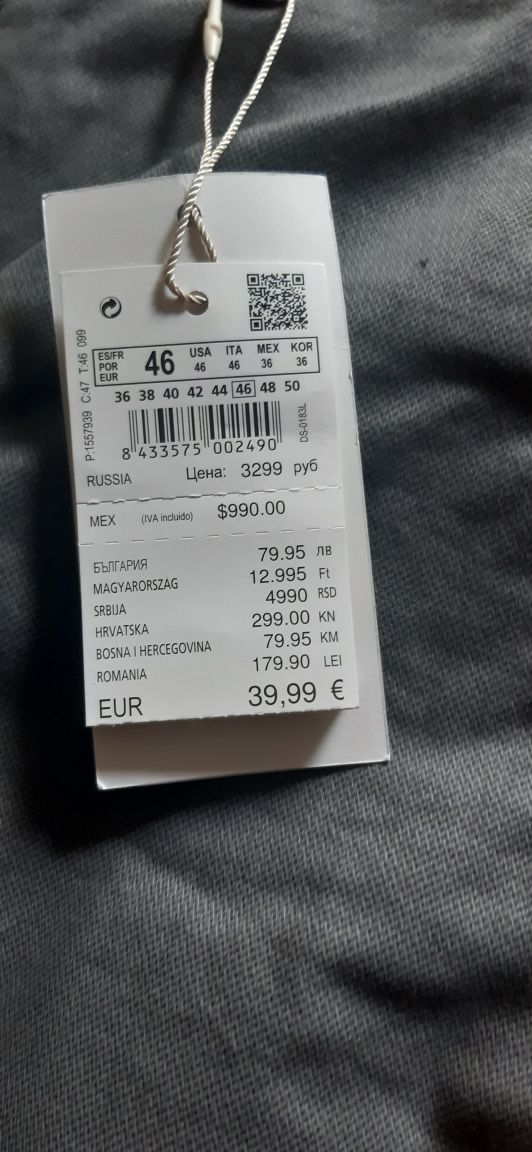 P:1557939 C:47 T:46 099
ES/FR POR EUR 46 USA 46 ITA 46 MEX 36 KOR 36
36 38 40 42 44 46 48 50
8 433575 002490
DS-0183L
RUSSIA Цена: 3299 руб
MEX (IVA incluido) $990.00
БЪЛГАРИЯ 79.95 ЛВ
MAGYARORSZAG 12.995 Ft
SRBIJA 4990 RSD
HRVATSKA 299.00 KN
BOSNA I HERCEGOVINA 79.95 KM
ROMANIA 179.90 LEI
EUR 39,99 €